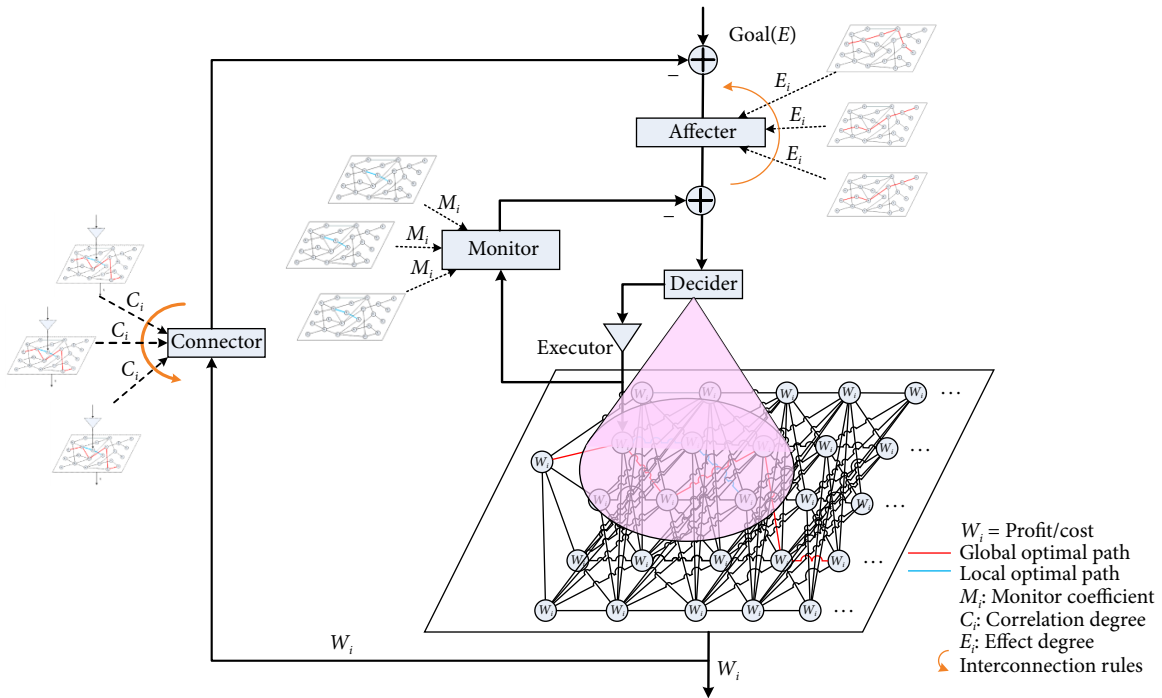 Goal(E)
+
−
E_i
E_i
E_i
Affecter
+
−
M_i
M_i
M_i
Monitor
Decider
Executor
C_i
C_i
C_i
Connector
W_i W_i W_i W_i W_i ...
W_i W_i W_i W_i W_i W_i ...
W_i W_i W_i W_i W_i ...
W_i W_i W_i W_i W_i ...
W_i W_i W_i W_i W_i ...
W_i
W_i
W_i = Profit/cost
Global optimal path
Local optimal path
M_i: Monitor coefficient
C_i: Correlation degree
E_i: Effect degree
Interconnection rules